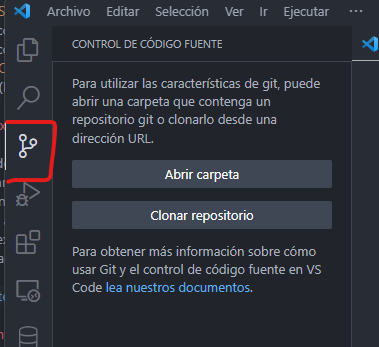 Archivo Editar Selección Ver Ir Ejecutar ...
CONTROL DE CÓDIGO FUENTE
Para utilizar las características de git, puede
abrir una carpeta que contenga un
repositorio git o clonarlo desde una
dirección URL.
Abrir carpeta
Clonar repositorio
Para obtener más información sobre cómo
usar Git y el control de código fuente en VS
Code lea nuestros documentos.